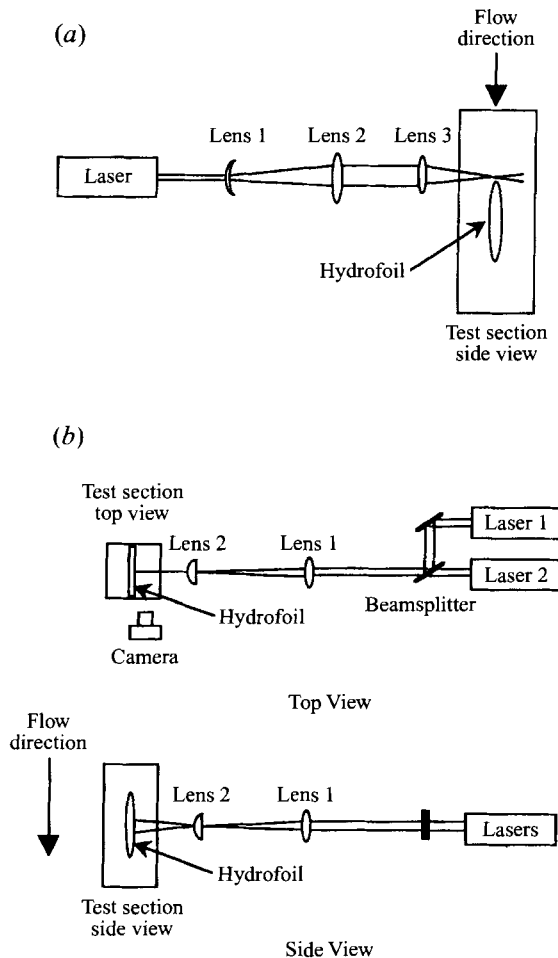 (a)
Flow
direction
Lens 1 Lens 2 Lens 3
Laser
Hydrofoil
Test section
side view
(b)
Test section
top view
Lens 2 Lens 1
Laser 1
Laser 2
Beamsplitter
Hydrofoil
Camera
Top View
Flow
direction
Lens 2 Lens 1
Lasers
Hydrofoil
Test section
side view
Side View